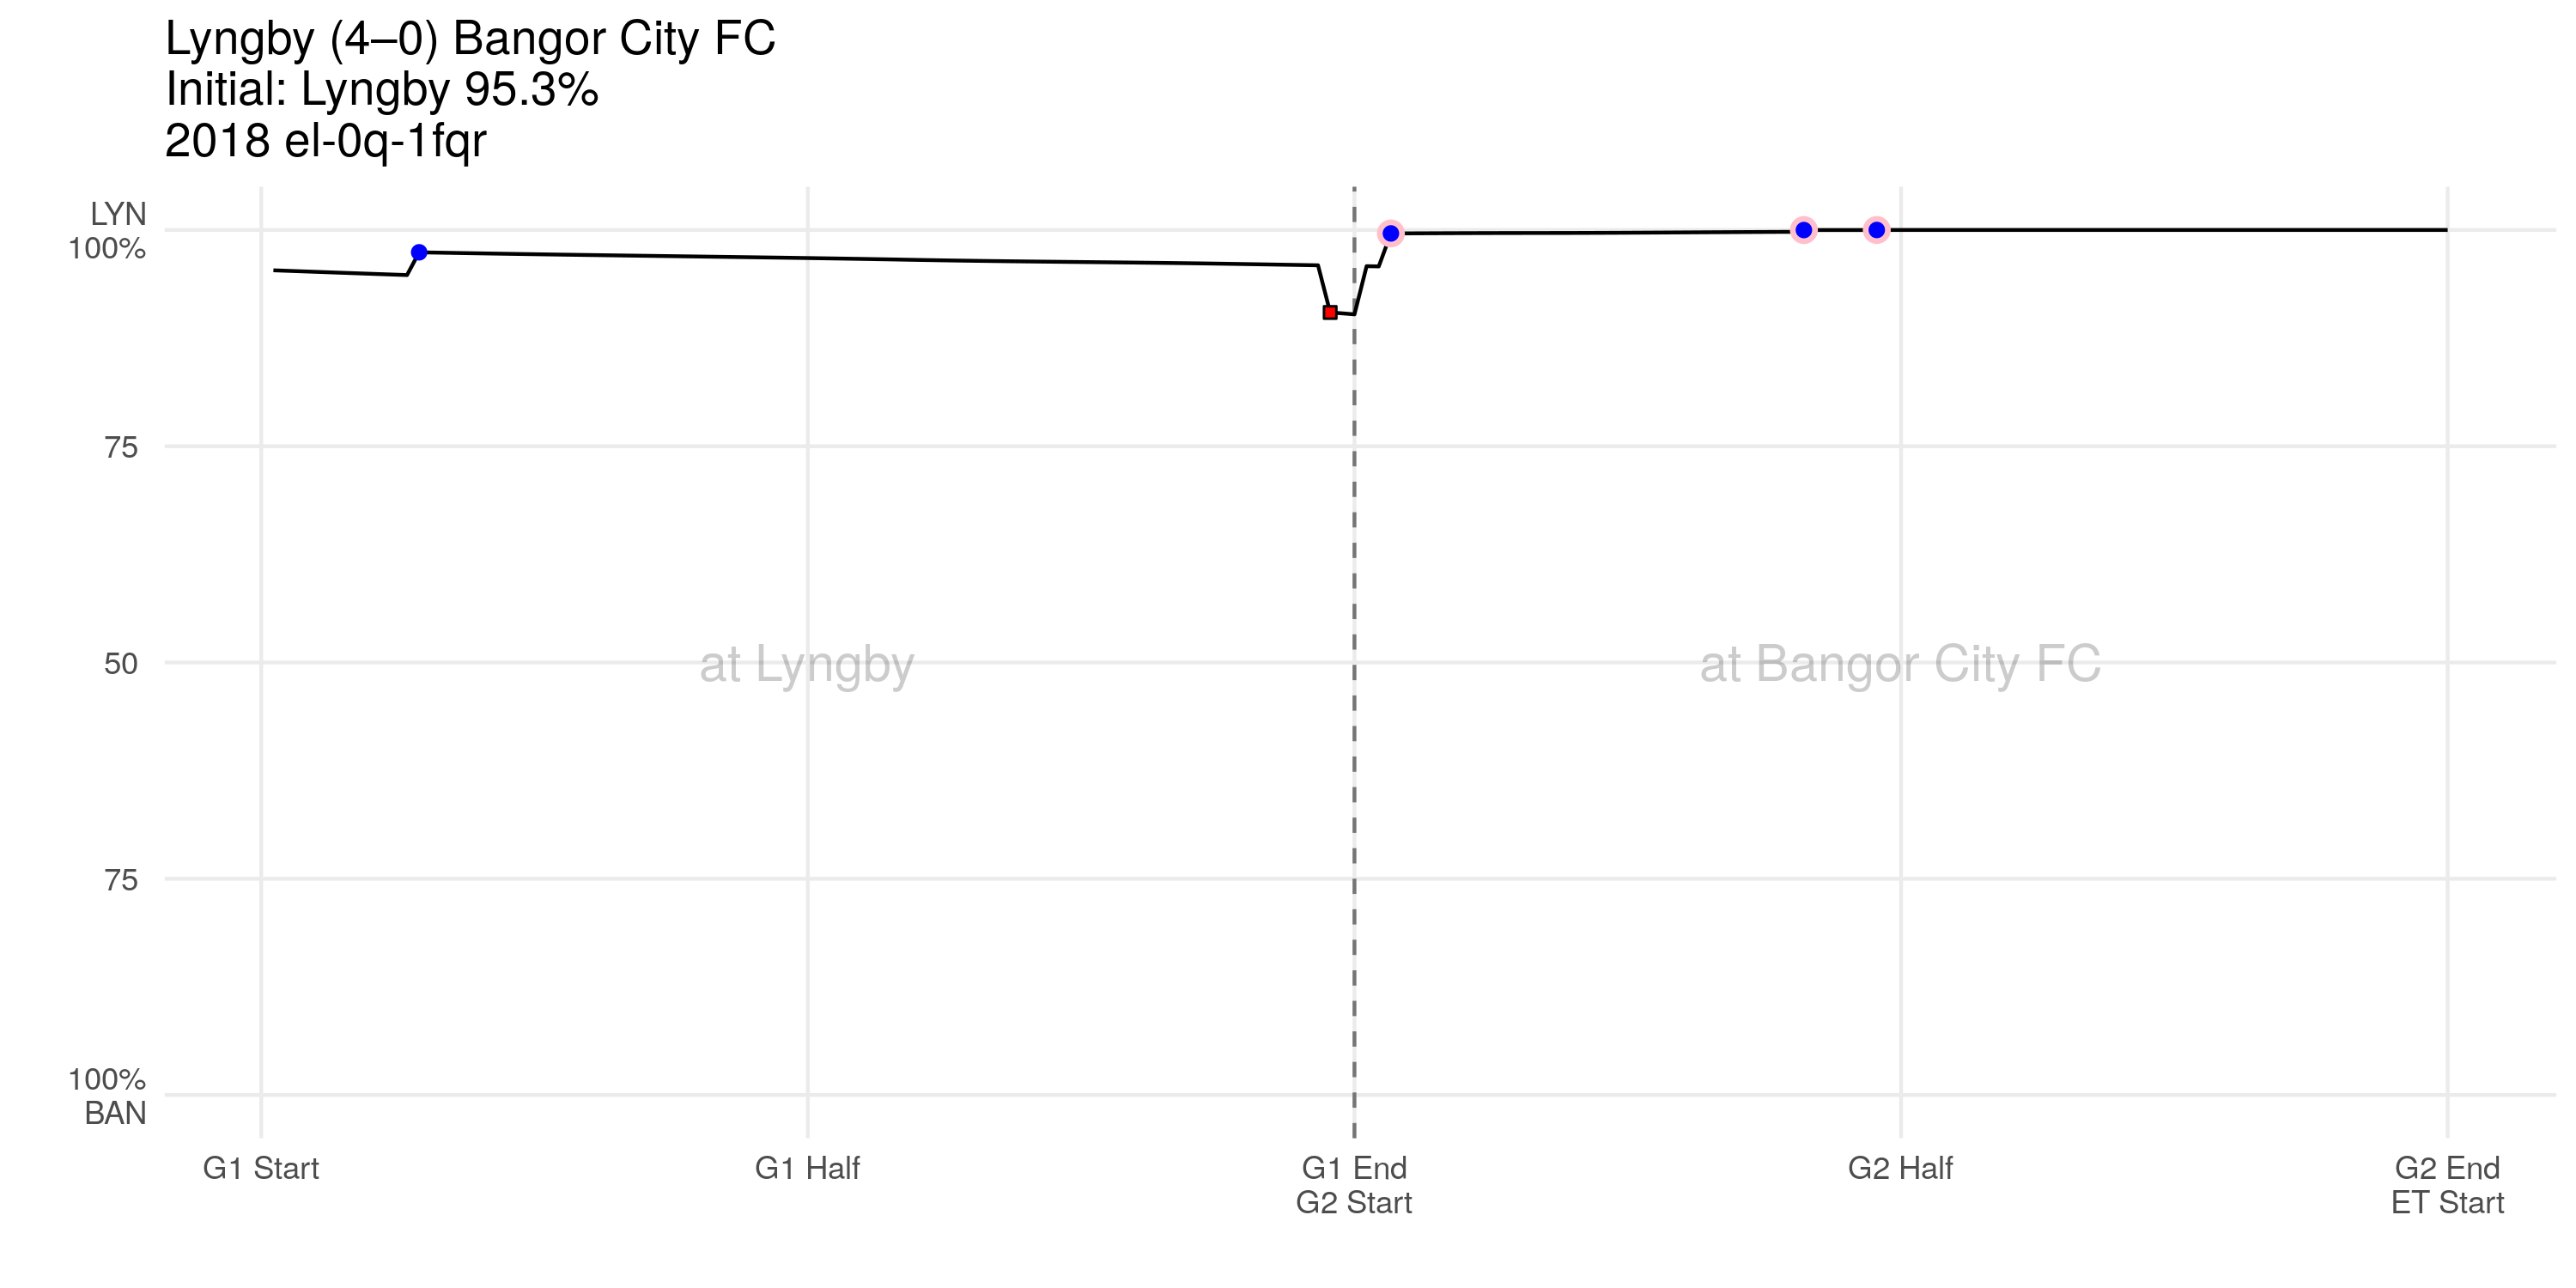 Lyngby (4–0) Bangor City FC
Initial: Lyngby 95.3%
2018 el-0q-1fqr
LYN
100%
75
50
75
100%
BAN
at Lyngby
at Bangor City FC
G1 Start
G1 Half
G1 End
G2 Start
G2 Half
G2 End
ET Start